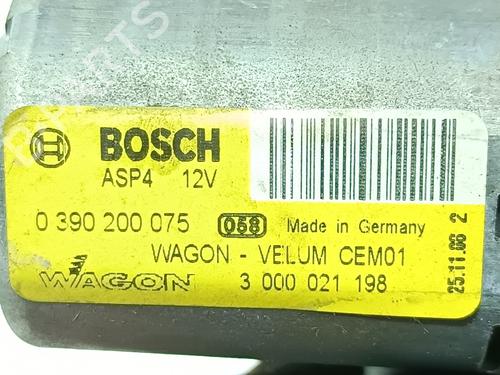 BOSCH
ASP4 12V
0 390 200 075 058 Made in Germany
WAGON - VELUM CEM01
WAGON 3 000 021 198
25.11.06 2